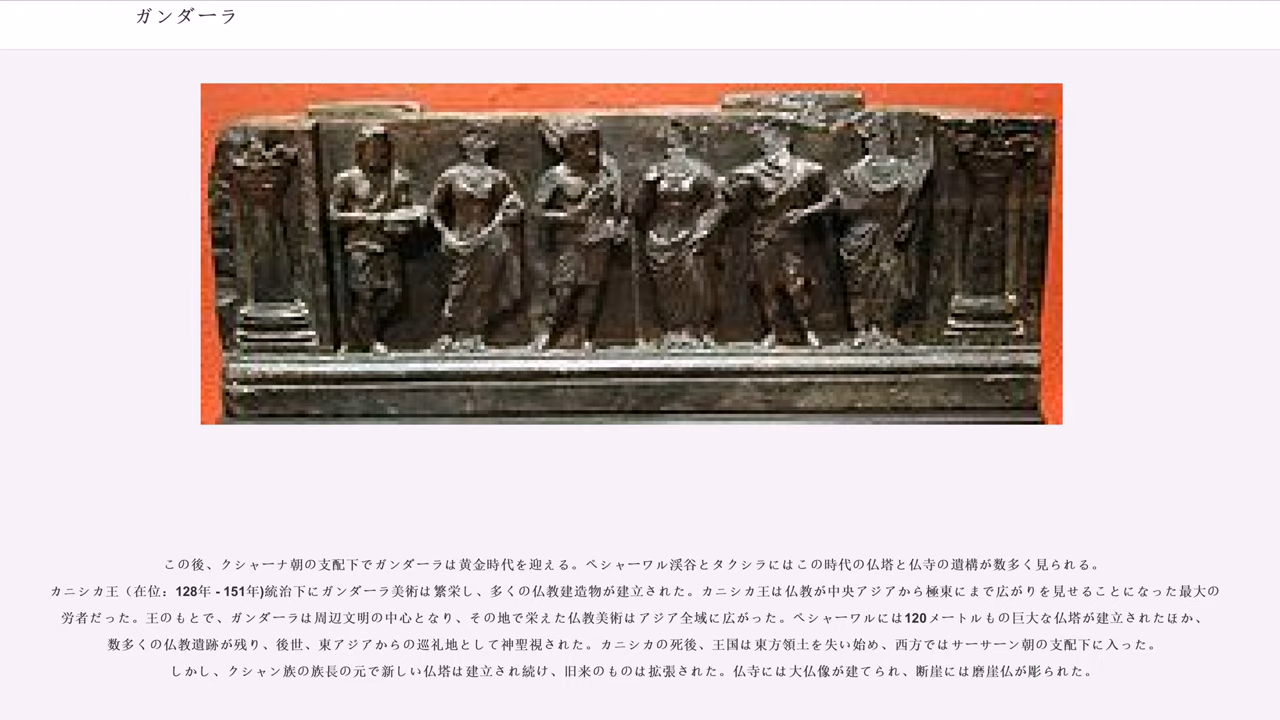 ガンダーラ
この後、クシャーナ朝の支配下でガンダーラは黄金時代を迎える。ペシャーワル渓谷とタクシラにはこの時代の仏塔と仏寺の遺構が数多く見られる。
カニシカ王（在位：128年 - 151年)統治下にガンダーラ美術は繁栄し、多くの仏教建造物が建立された。カニシカ王は仏教が中央アジアから極東にまで広がりを見せることになった最大の
労者だった。王のもとで、ガンダーラは周辺文明の中心となり、その地で栄えた仏教美術はアジア全域に広がった。ペシャーワルには120メートルもの巨大な仏塔が建立されたほか、
数多くの仏教遺跡が残り、後世、東アジアからの巡礼地として神聖視された。カニシカの死後、王国は東方領土を失い始め、西方ではサーサーン朝の支配下に入った。
しかし、クシャン族の族長の元で新しい仏塔は建立され続け、旧来のものは拡張された。仏寺には大仏像が建てられ、断崖には磨崖仏が彫られた。